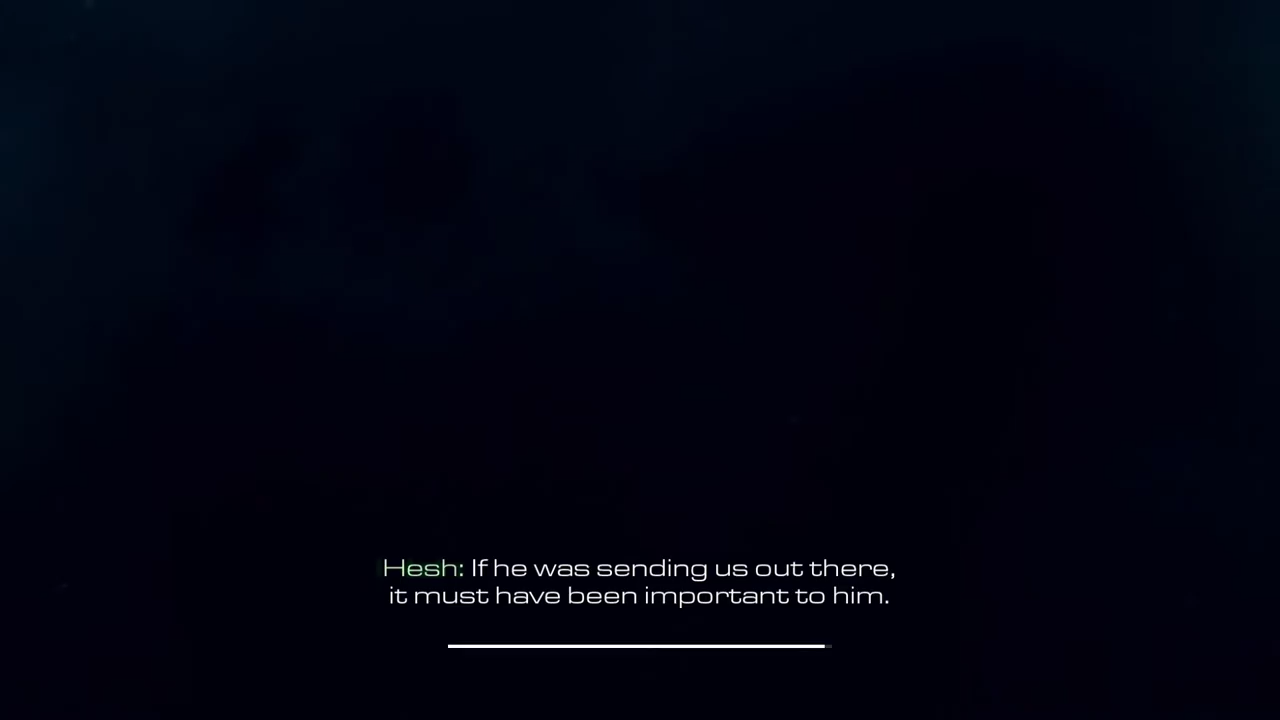 Hesh: If he was sending us out there,
it must have been important to him.